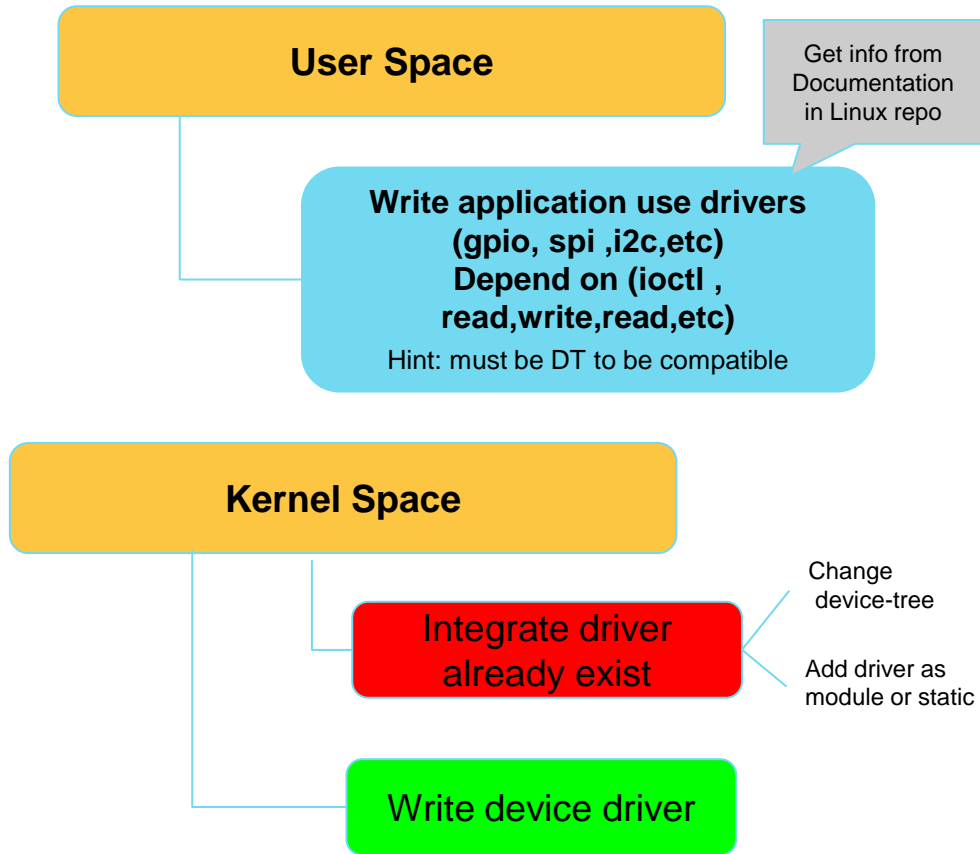 User Space
Get info from
Documentation
in Linux repo
Write application use drivers
(gpio, spi ,i2c,etc)
Depend on (ioctl ,
read,write,read,etc)
Hint: must be DT to be compatible
Kernel Space
Change
device-tree
Integrate driver
already exist
Add driver as
module or static
Write device driver